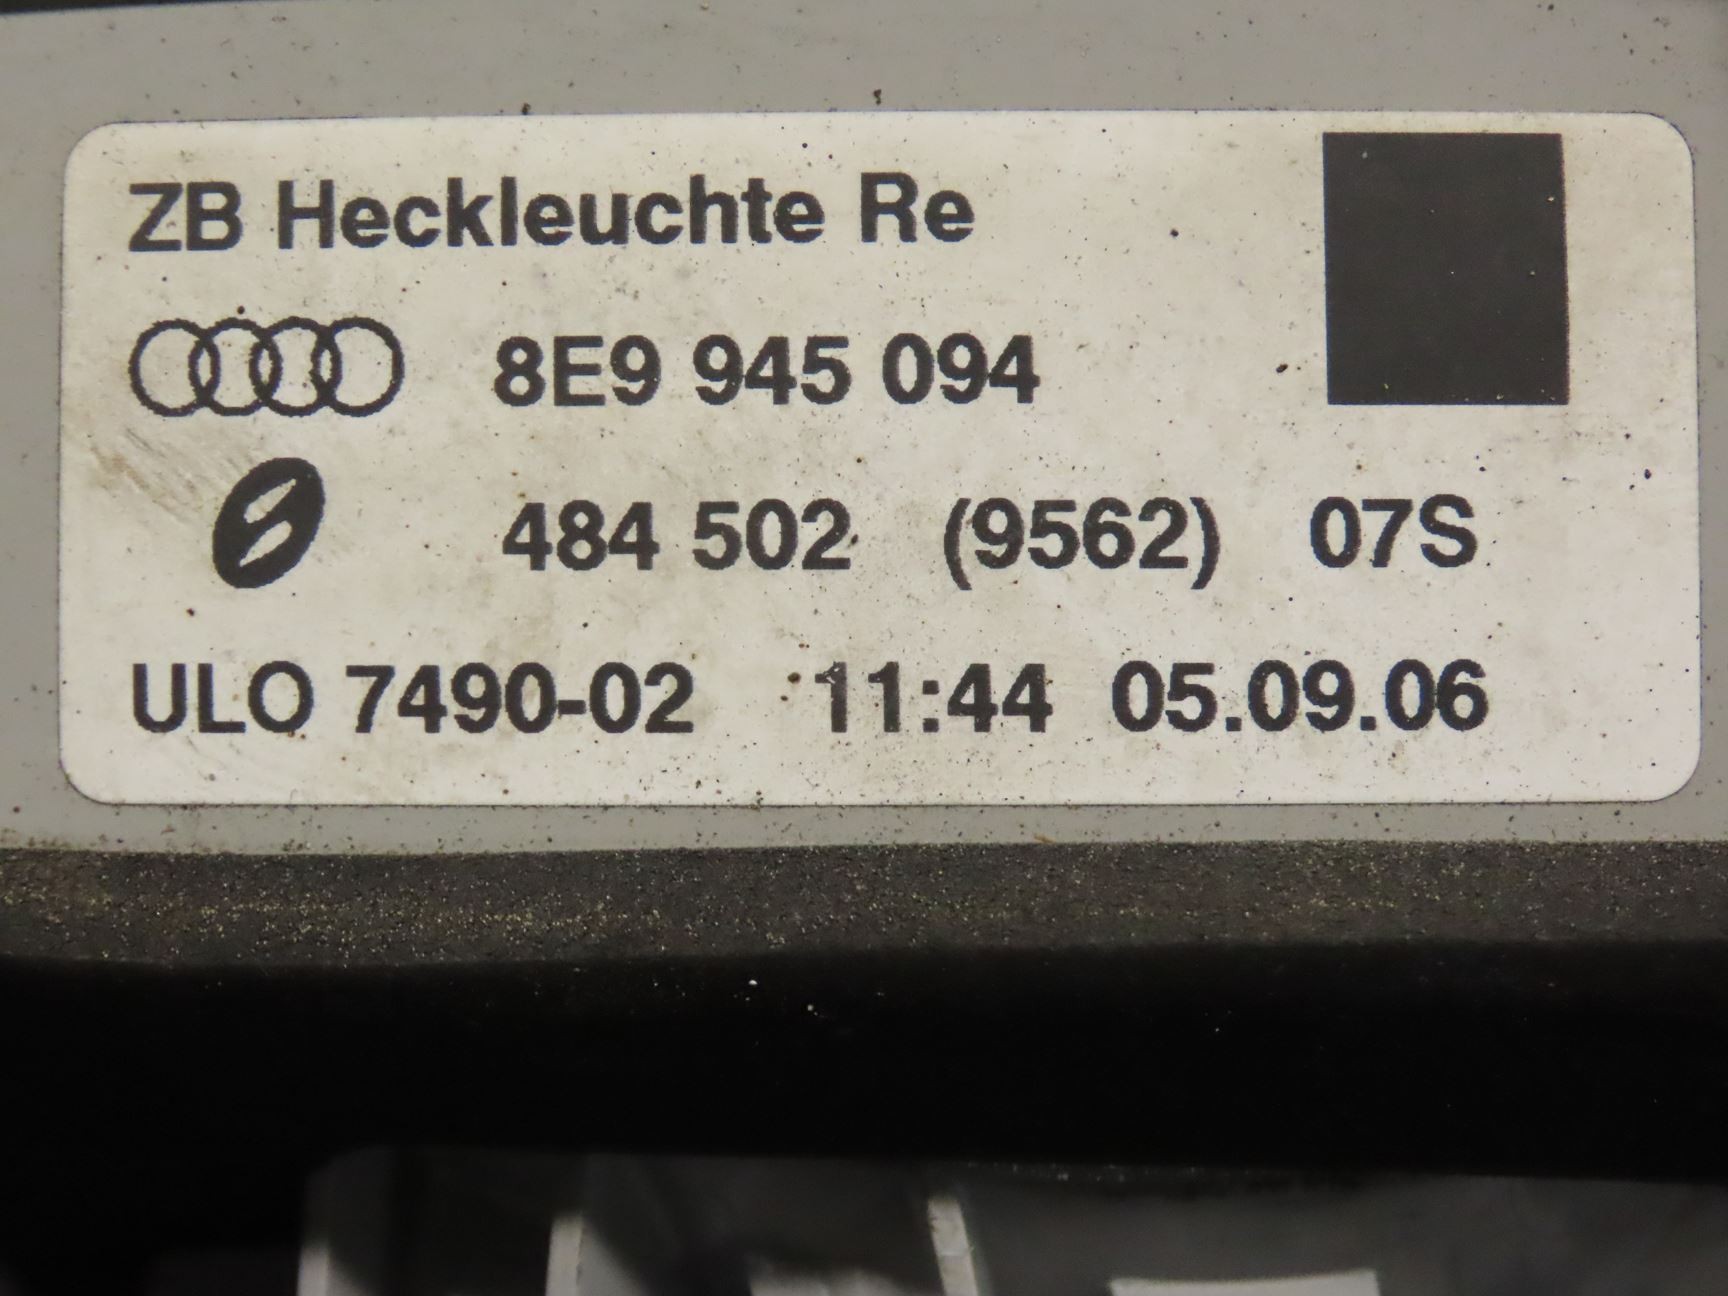 ZB Heckleuchte Re
8E9 945 094
484 502 (9562) 07S
ULO 7490-02 11:44 05.09.06